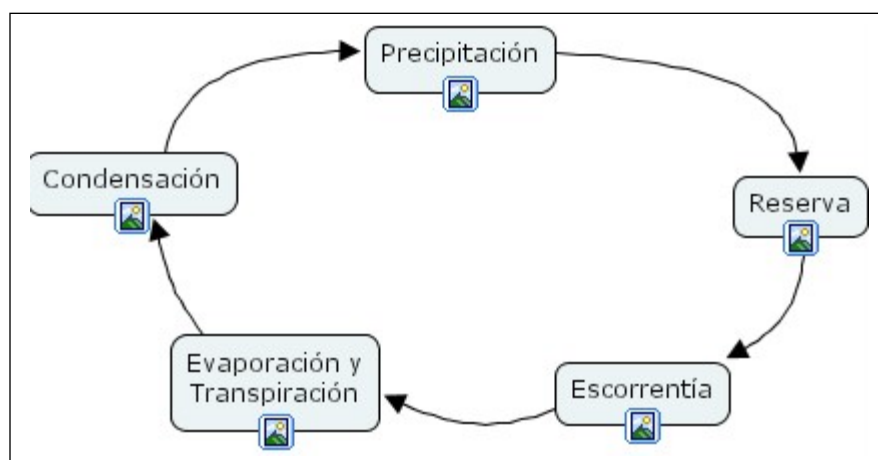 Precipitación
Condensación
Reserva
Evaporación y
Transpiración
Escorrentía